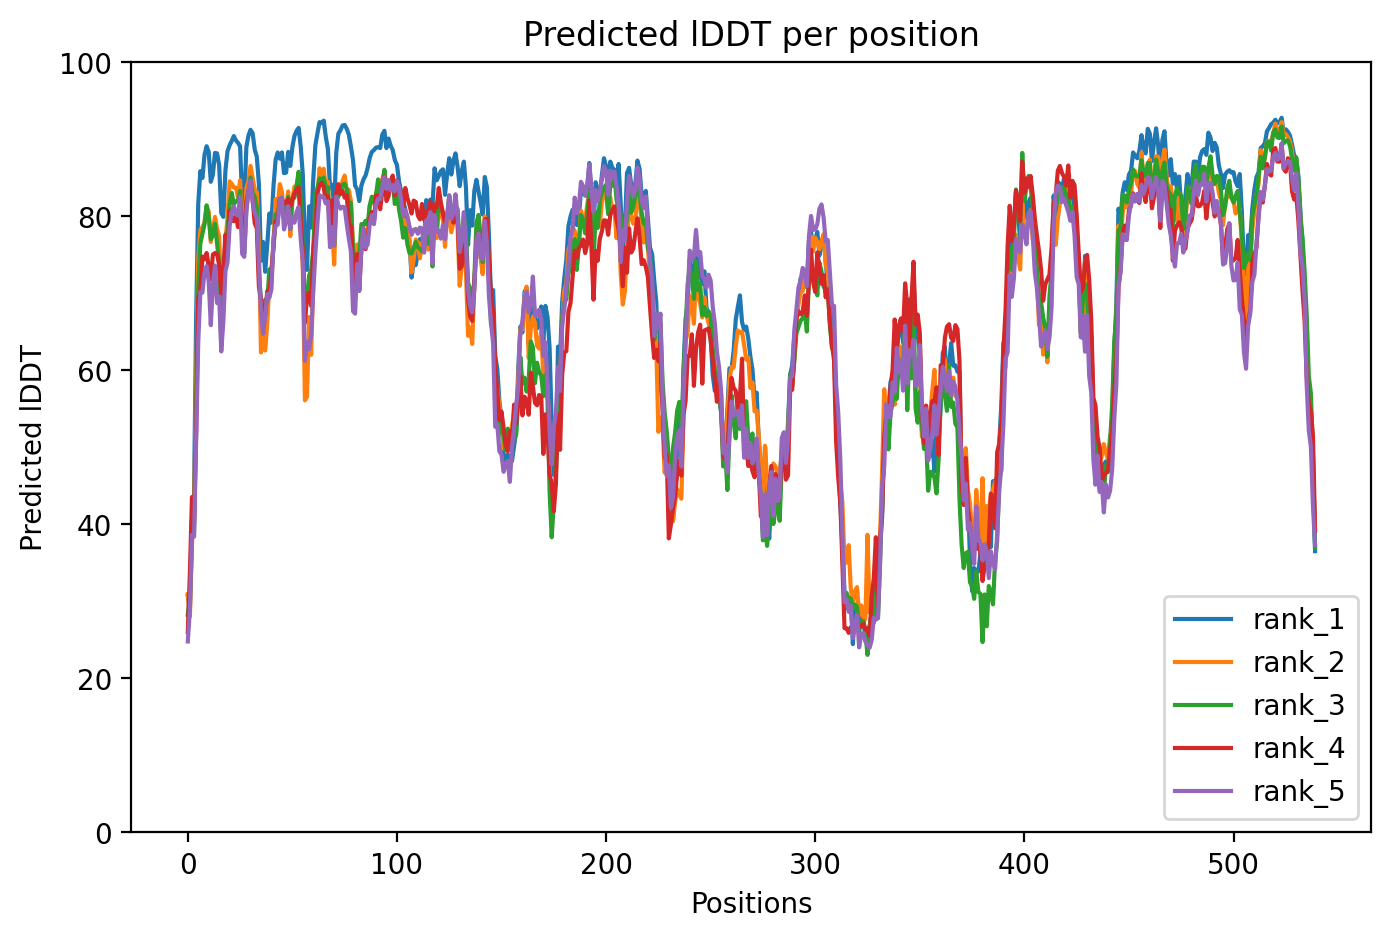 Predicted lDDT per position
Predicted lDDT
100
80
60
40
20
0
0 100 200 300 400 500
Positions
rank_1
rank_2
rank_3
rank_4
rank_5